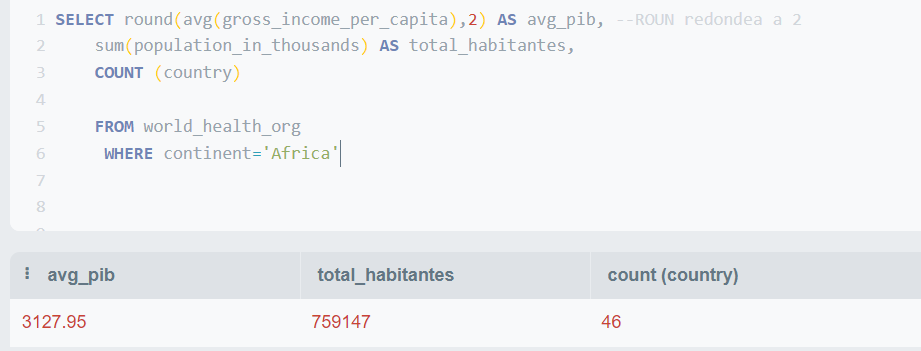 1 SELECT round(avg(gross_income_per_capita),2) AS avg_pib, --ROUN redondea a 2
2 sum(population_in_thousands) AS total_habitantes,
3 COUNT (country)
4
5 FROM world_health_org
6 WHERE continent='Africa'
7
8
avg_pib total_habitantes count (country)
3127.95 759147 46